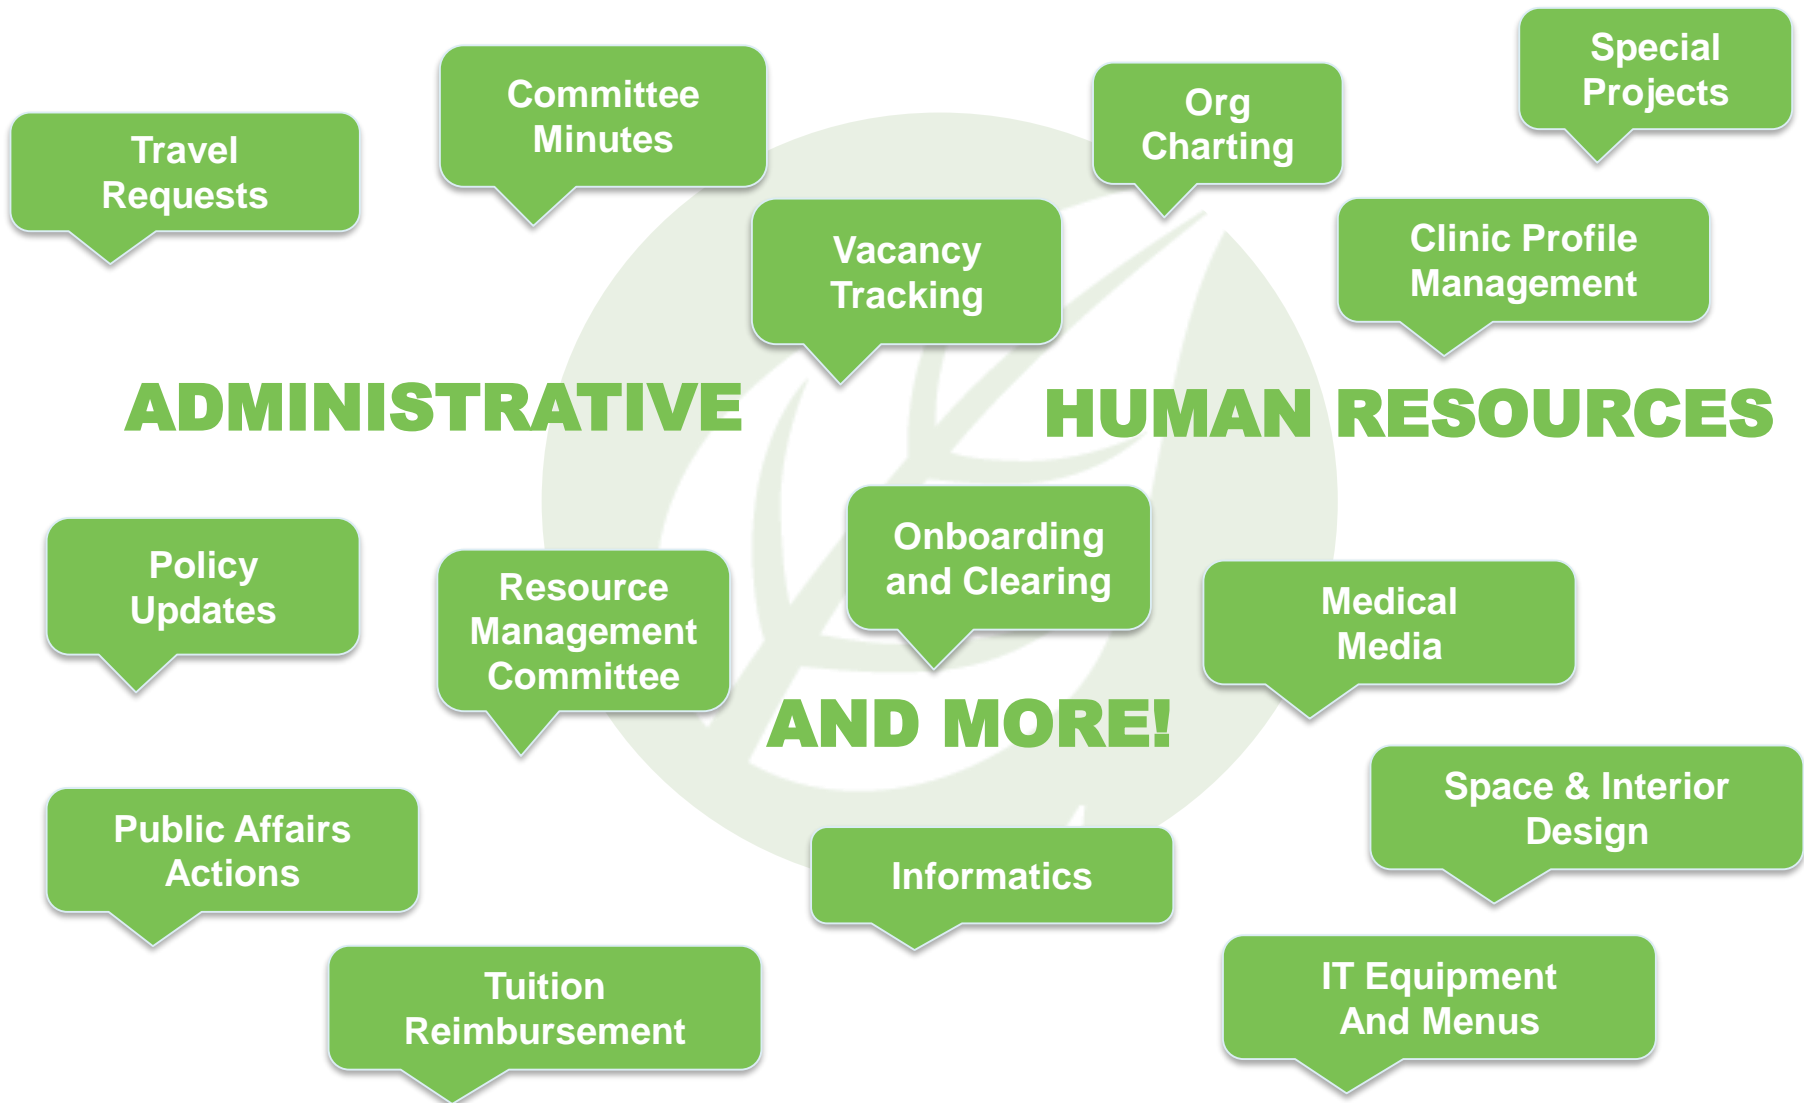 Special
Projects
Committee
Minutes
Org
Charting
Travel
Requests
Vacancy
Tracking
Clinic Profile
Management
ADMINISTRATIVE
HUMAN RESOURCES
Policy
Updates
Resource
Management
Committee
Onboarding
and Clearing
Medical
Media
AND MORE!
Space & Interior
Design
Public Affairs
Actions
Informatics
Tuition
Reimbursement
IT Equipment
And Menus